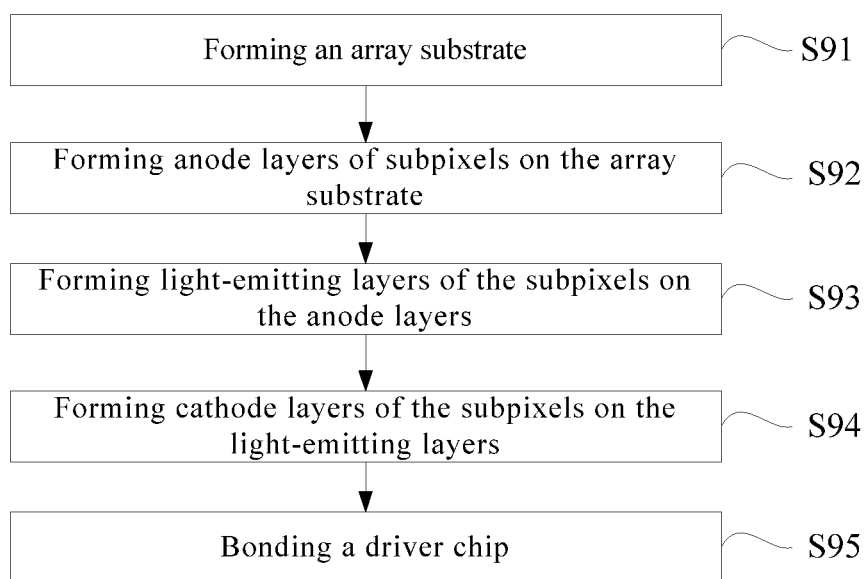 Forming an array substrate
S91
Forming anode layers of subpixels on the array
substrate
S92
Forming light-emitting layers of the subpixels on
the anode layers
S93
Forming cathode layers of the subpixels on the
light-emitting layers
S94
Bonding a driver chip
S95